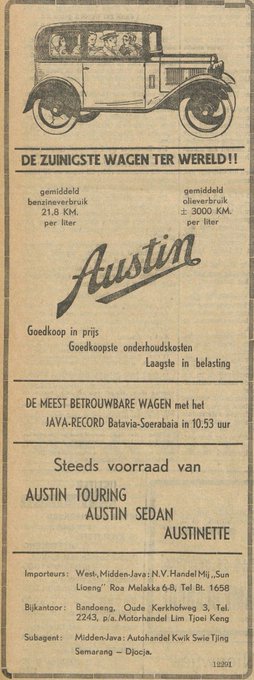 DE ZUINIGSTE WAGEN TER WERELD!!
gemiddeld
benzineverbruik
21.8 KM.
per liter
gemiddeld
olieverbruik
± 3000 KM.
per liter
Austin
Goedkoop in prijs
Goedkoopste onderhoudskosten
Laagste in belasting
DE MEEST BETROUWBARE WAGEN met het
JAVA-RECORD Batavia-Soerabaia in 10.53 uur
Steeds voorraad van
AUSTIN TOURING
AUSTIN SEDAN
AUSTINETTE
Importeurs: West-, Midden-Java: N.V. Handel Mij „Sun
Lioeng" Roa Melakka 6-B, Tel Bt. 1658
Bijkantoor: Bandoeng, Oude Kerkhofweg 3, Tel.
2243, p/a. Motorhandel Lim Tjoei Keng
Subagent: Midden-Java: Autohandel Kwik Swie Tjing
Semarang — Djocja.
12291